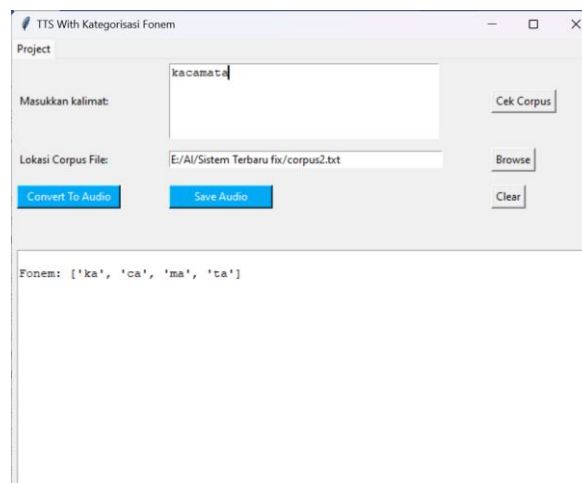 TTS With Kategorisasi Fonem
Project
kacamata
Masukkan kalimat:
Cek Corpus
Lokasi Corpus File:
E:/AI/Sistem Terbaru fix/corpus2.txt
Browse
Convert To Audio
Save Audio
Clear
Fonem: ['ka', 'ca', 'ma', 'ta']